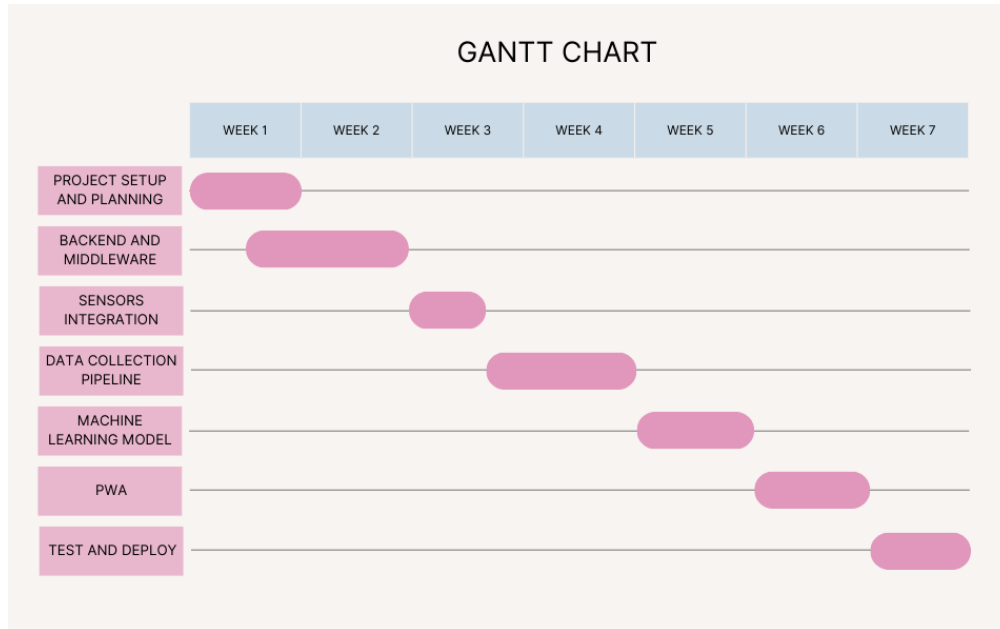 GANTT CHART
WEEK 1
WEEK 2
WEEK 3
WEEK 4
WEEK 5
WEEK 6
WEEK 7
PROJECT SETUP
AND PLANNING
BACKEND AND
MIDDLEWARE
SENSORS
INTEGRATION
DATA COLLECTION
PIPELINE
MACHINE
LEARNING MODEL
PWA
TEST AND DEPLOY